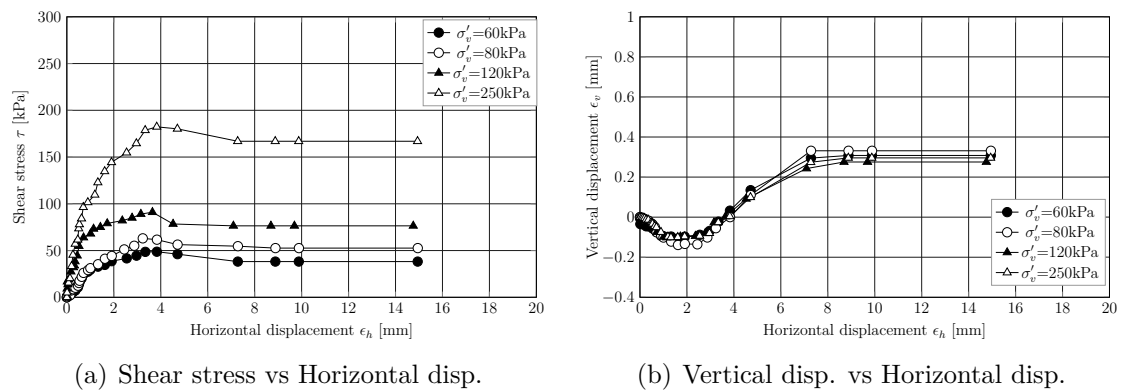 300
250
200
150
100
50
0
0 2 4 6 8 10 12 14 16 18 20
Shear stress τ [kPa]
Horizontal displacement ϵh [mm]
σ′v=60kPa
σ′v=80kPa
σ′v=120kPa
σ′v=250kPa
(a) Shear stress vs Horizontal disp.
1
0.8
0.6
0.4
0.2
0
−0.2
−0.4
0 2 4 6 8 10 12 14 16 18 20
Vertical displacement ϵv [mm]
Horizontal displacement ϵh [mm]
σ′v=60kPa
σ′v=80kPa
σ′v=120kPa
σ′v=250kPa
(b) Vertical disp. vs Horizontal disp.